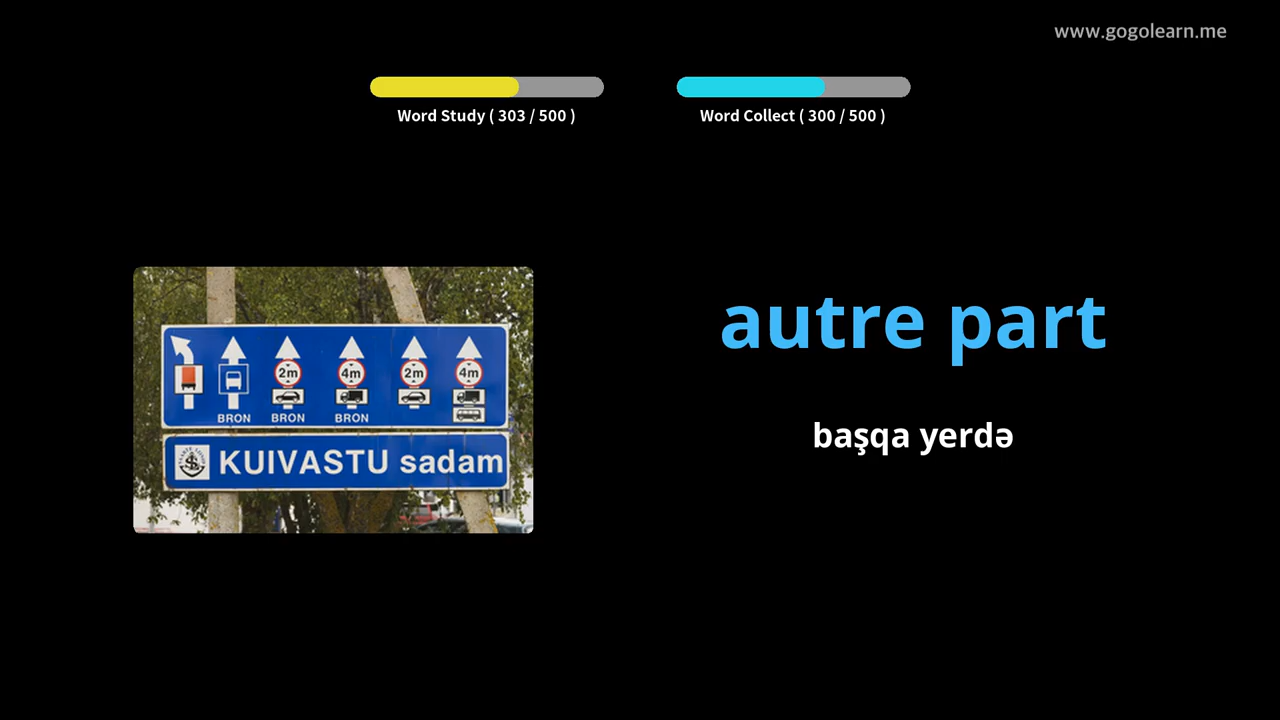 www.gogolearn.me
Word Study ( 303 / 500 )
Word Collect ( 300 / 500 )
autre part
başqa yerdə
2m 4m 2m 4m
BRON BRON BRON
KUIVASTU sadam